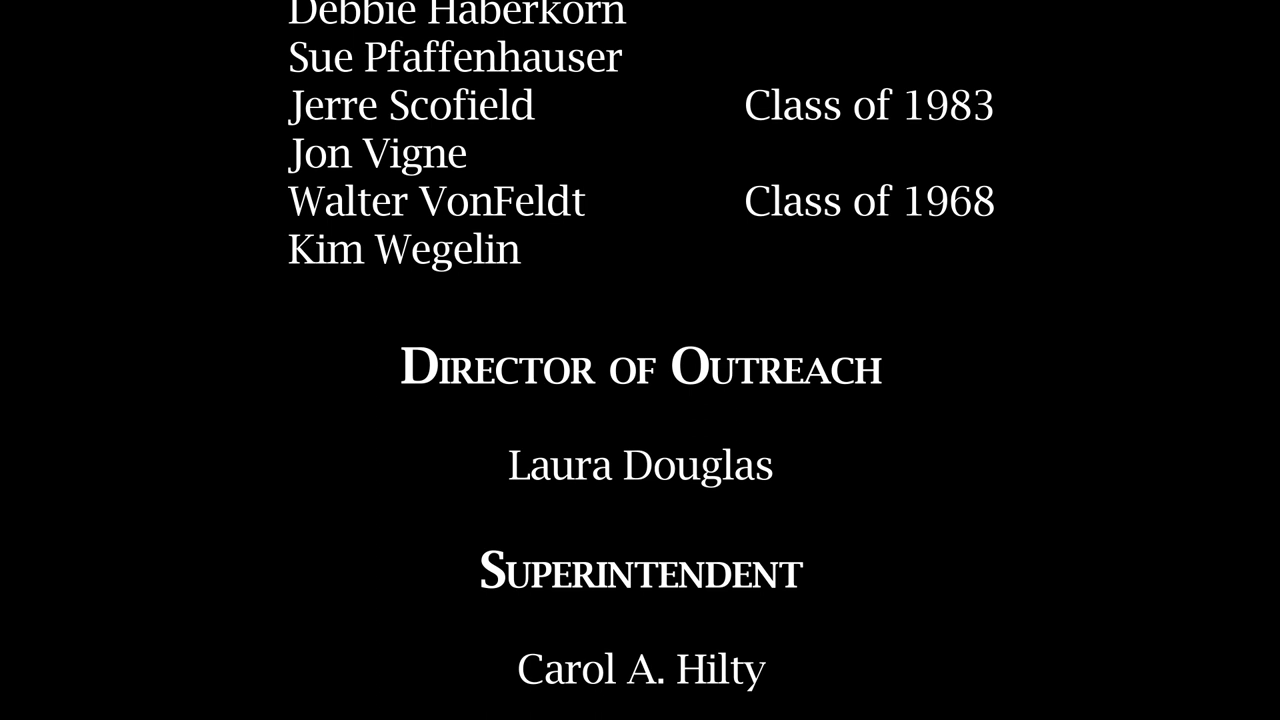 Debbie Haberkorn
Sue Pfaffenhauser
Jerre Scofield Class of 1983
Jon Vigne
Walter VonFeldt Class of 1968
Kim Wegelin
Director of Outreach
Laura Douglas
Superintendent
Carol A. Hilty